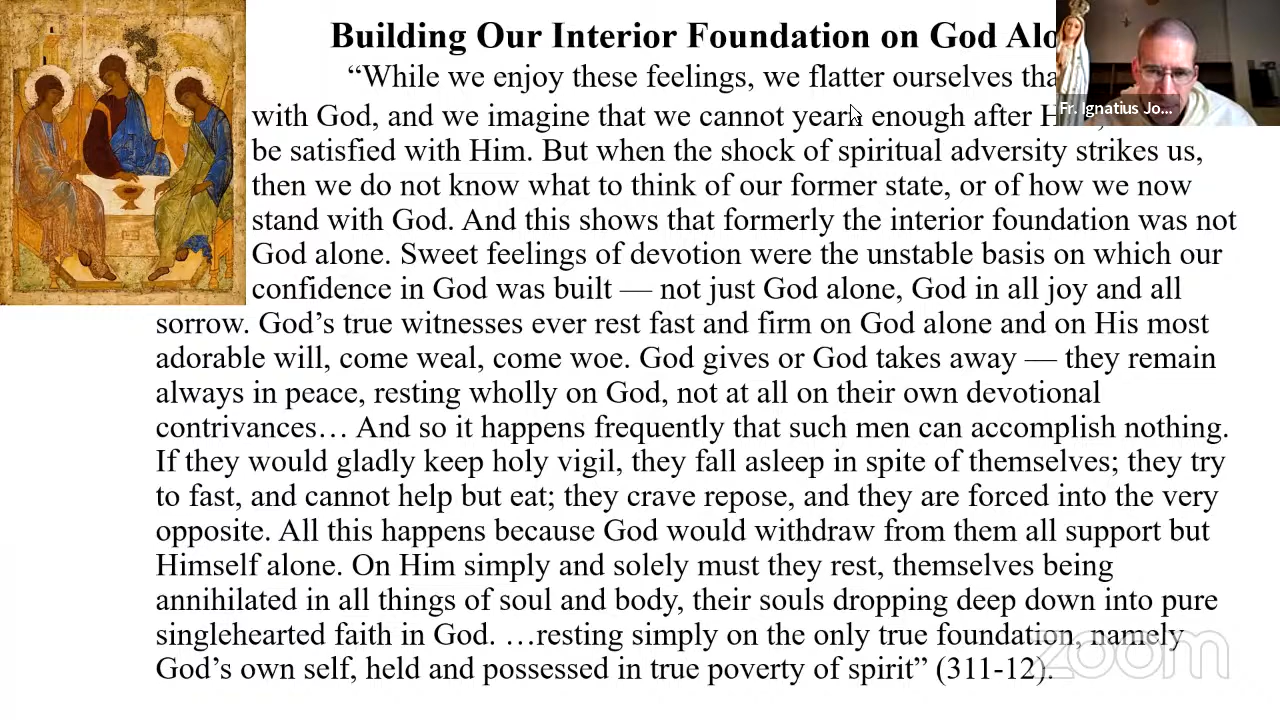 Building Our Interior Foundation on God Alo
“While we enjoy these feelings, we flatter ourselves tha
with God, and we imagine that we cannot yearn enough after H
be satisfied with Him. But when the shock of spiritual adversity strikes us,
then we do not know what to think of our former state, or of how we now
stand with God. And this shows that formerly the interior foundation was not
God alone. Sweet feelings of devotion were the unstable basis on which our
confidence in God was built — not just God alone, God in all joy and all
sorrow. God’s true witnesses ever rest fast and firm on God alone and on His most
adorable will, come weal, come woe. God gives or God takes away — they remain
always in peace, resting wholly on God, not at all on their own devotional
contrivances… And so it happens frequently that such men can accomplish nothing.
If they would gladly keep holy vigil, they fall asleep in spite of themselves; they try
to fast, and cannot help but eat; they crave repose, and they are forced into the very
opposite. All this happens because God would withdraw from them all support but
Himself alone. On Him simply and solely must they rest, themselves being
annihilated in all things of soul and body, their souls dropping deep down into pure
singlehearted faith in God. …resting simply on the only true foundation, namely
God’s own self, held and possessed in true poverty of spirit” (311-12).
Fr. Ignatius Jo...
zoom